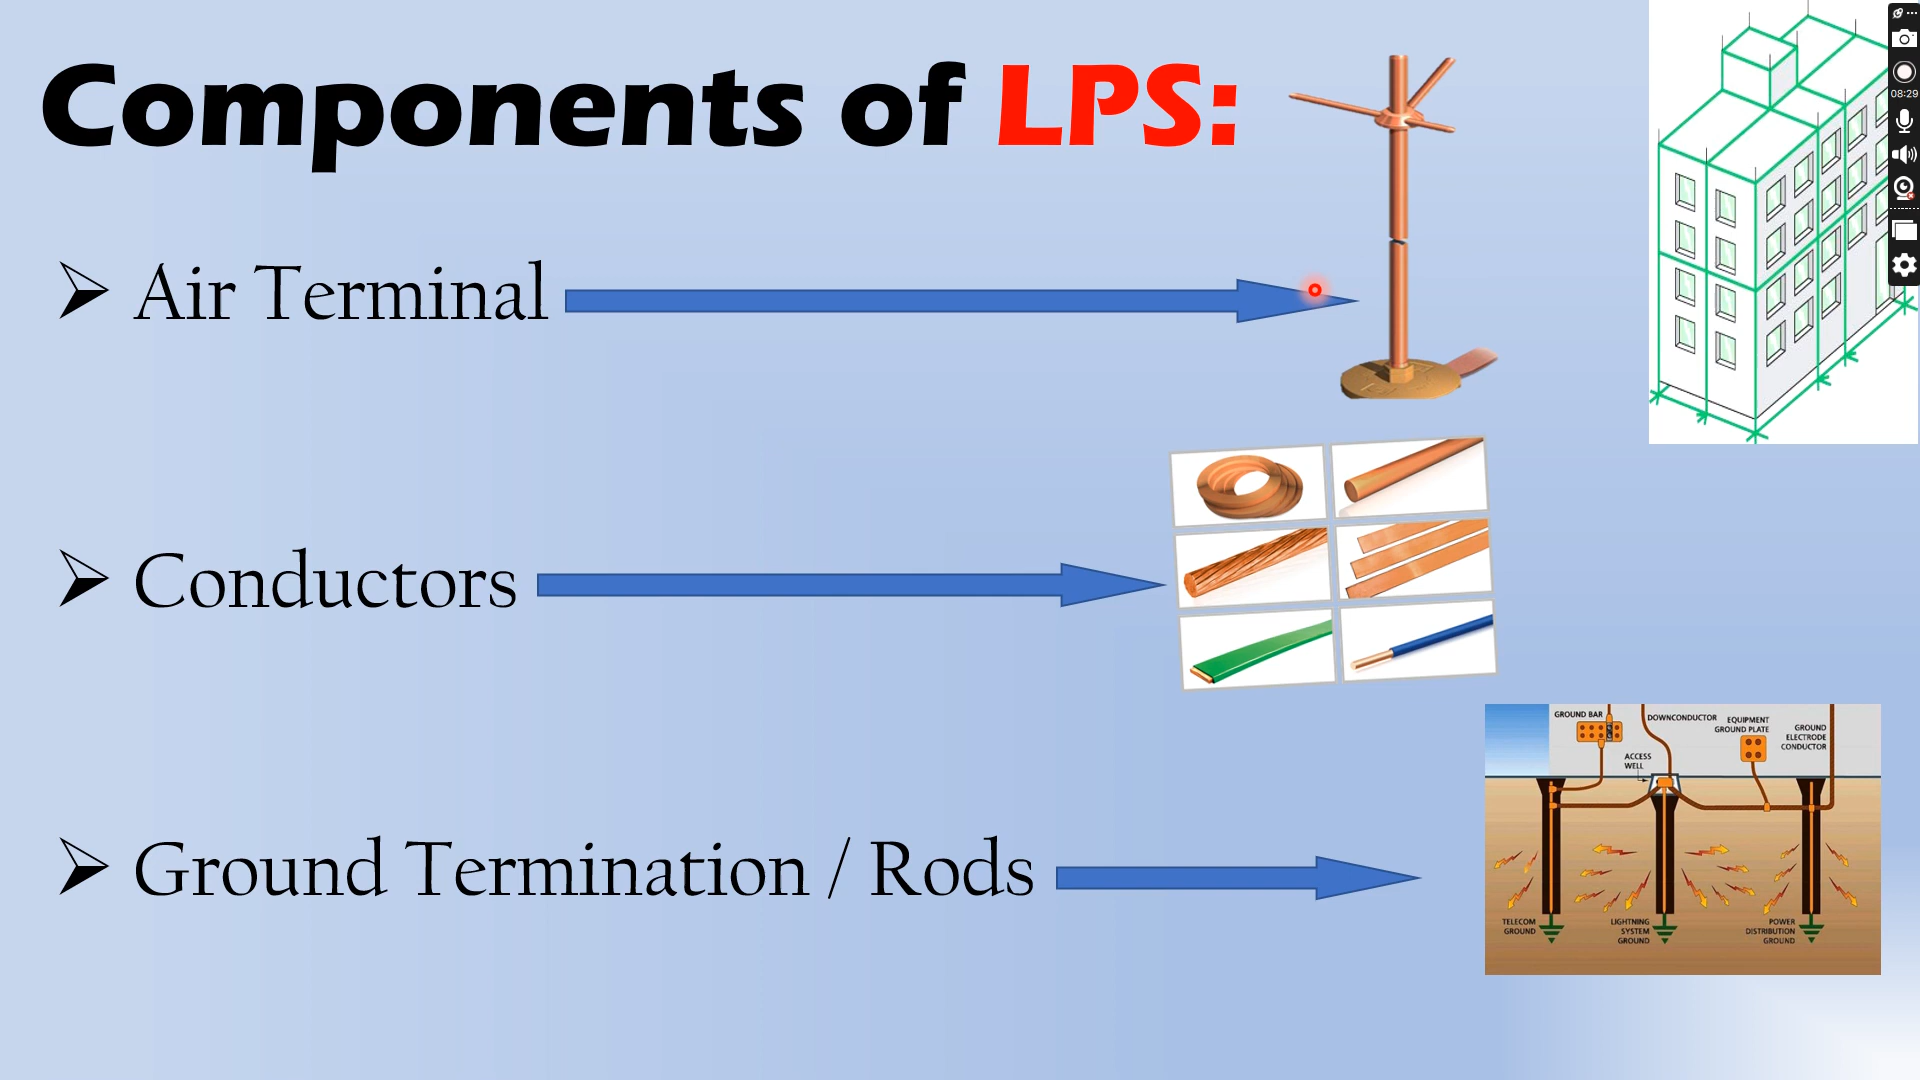 Components of LPS:
08:29
➢ Air Terminal
➢ Conductors
➢ Ground Termination / Rods
GROUND BAR
DOWNCONDUCTOR
EQUIPMENT
GROUND PLATE
GROUND
ELECTRODE
CONDUCTOR
ACCESS
WELL
TELECOM
GROUND
LIGHTNING
SYSTEM
GROUND
POWER
DISTRIBUTION
GROUND